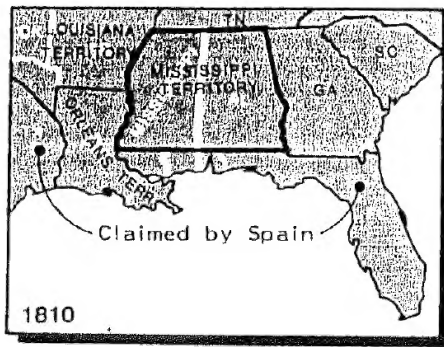 LOUISIANA
TERRITORY
TN
MISSISSIPPI
TERRITORY
SC
GA
ORLEANS TERR.
Claimed by Spain
1810